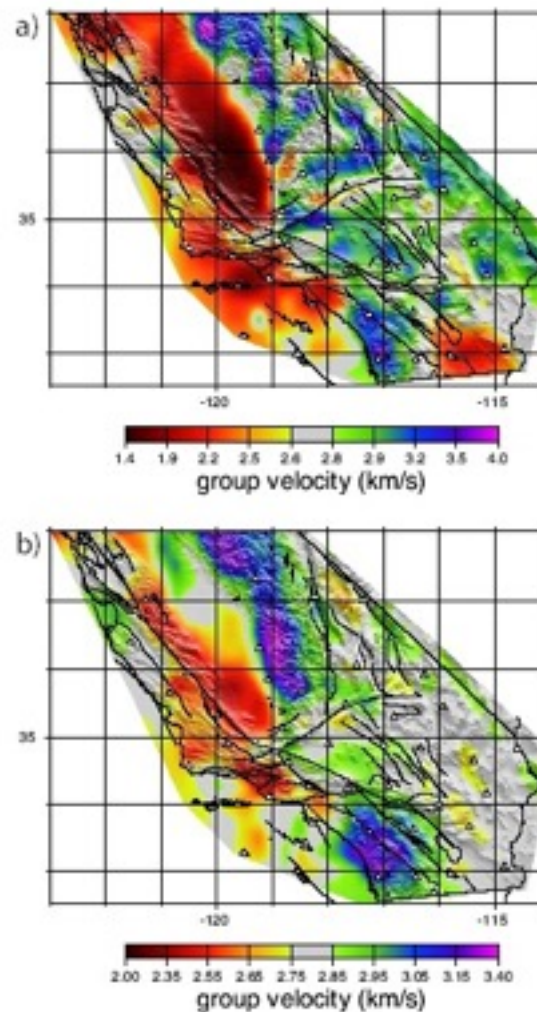 a)
35
-120 -115
1.4 1.9 2.2 2.5 2.6 2.8 2.9 3.2 3.5 4.0
group velocity (km/s)
b)
35
-120 -115
2.00 2.35 2.55 2.65 2.75 2.85 2.95 3.05 3.15 3.40
group velocity (km/s)